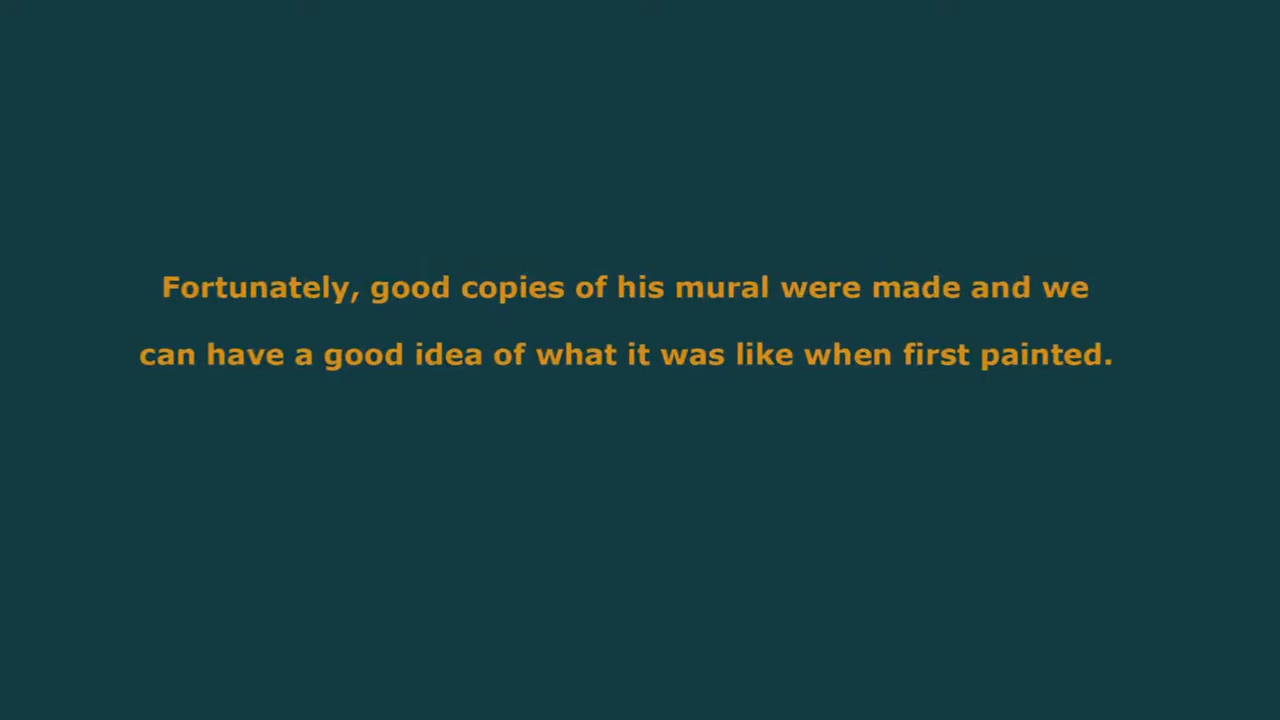 Fortunately, good copies of his mural were made and we
can have a good idea of what it was like when first painted.